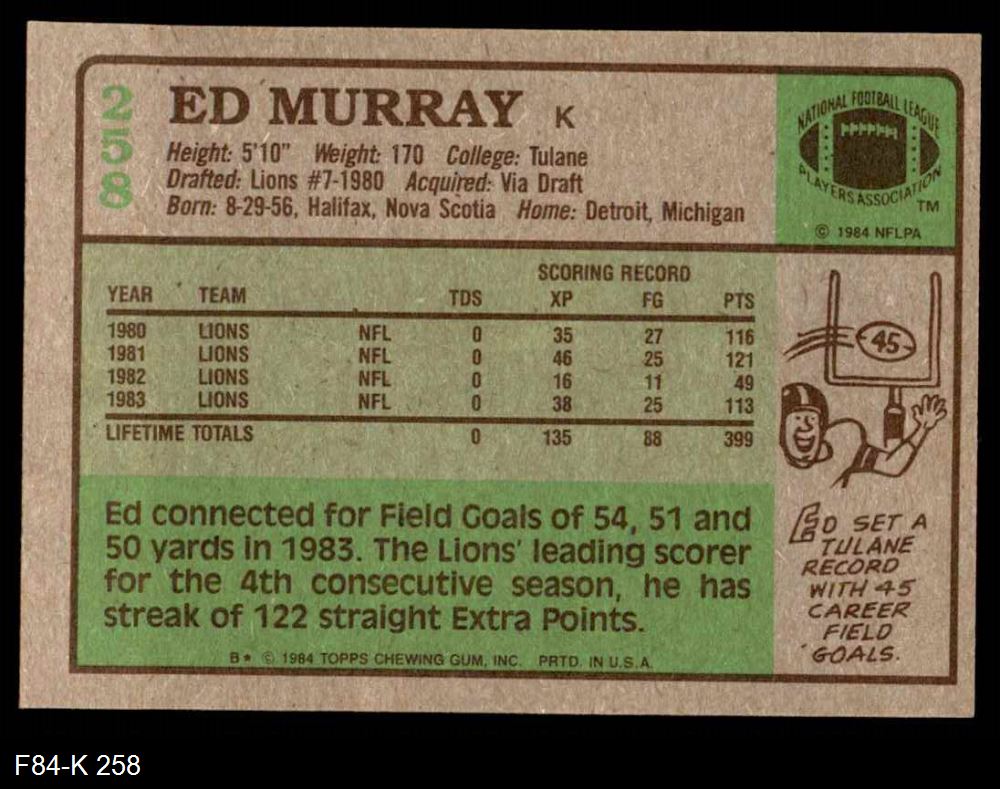 258
ED MURRAY K
Height: 5'10" Weight: 170 College: Tulane
Drafted: Lions #7-1980 Acquired: Via Draft
Born: 8-29-56, Halifax, Nova Scotia Home: Detroit, Michigan
NATIONAL FOOTBALL LEAGUE
PLAYERS ASSOCIATION
TM
© 1984 NFLPA
SCORING RECORD
YEAR TEAM TDS XP FG PTS
1980 LIONS NFL 0 35 27 116
1981 LIONS NFL 0 46 25 121
1982 LIONS NFL 0 16 11 49
1983 LIONS NFL 0 38 25 113
LIFETIME TOTALS 0 135 88 399
Ed connected for Field Goals of 54, 51 and
50 yards in 1983. The Lions' leading scorer
for the 4th consecutive season, he has
streak of 122 straight Extra Points.
B* © 1984 TOPPS CHEWING GUM, INC. PRTD. IN U.S.A.
45
ED SET A
TULANE
RECORD
WITH 45
CAREER
FIELD
GOALS.
F84-K 258